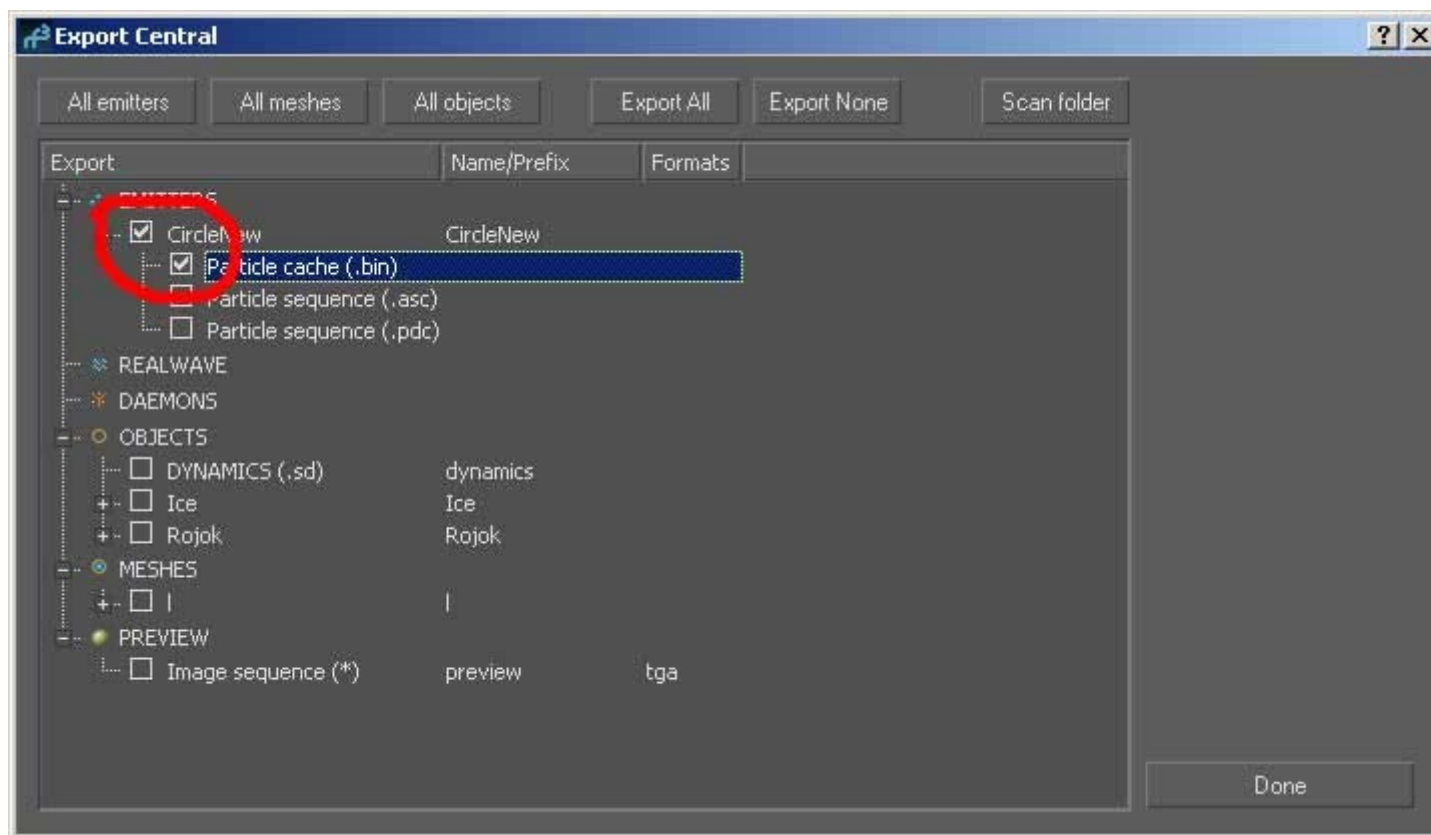 Export Central
All emitters All meshes All objects Export All Export None Scan folder
Export Name/Prefix Formats
EMITTERS
CircleNew CircleNew
Particle cache (.bin)
Particle sequence (.asc)
Particle sequence (.pdc)
REALWAVE
DAEMONS
OBJECTS
DYNAMICS (.sd) dynamics
Ice Ice
Rojok Rojok
MESHES
l l
PREVIEW
Image sequence (*) preview tga
Done